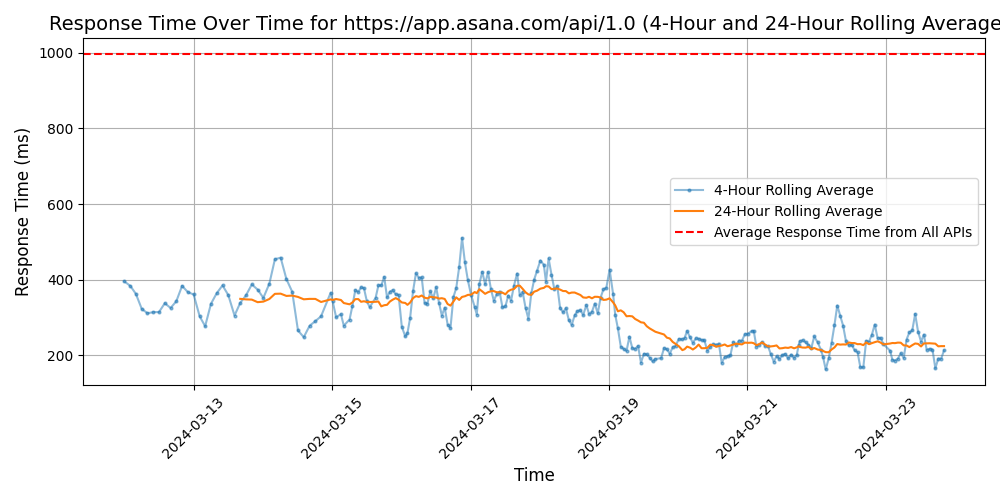 Response Time Over Time for https://app.asana.com/api/1.0 (4-Hour and 24-Hour Rolling Average
1000
800
600
400
200
Response Time (ms)
4-Hour Rolling Average
24-Hour Rolling Average
Average Response Time from All APIs
2024-03-13
2024-03-15
2024-03-17
2024-03-19
2024-03-21
2024-03-23
Time